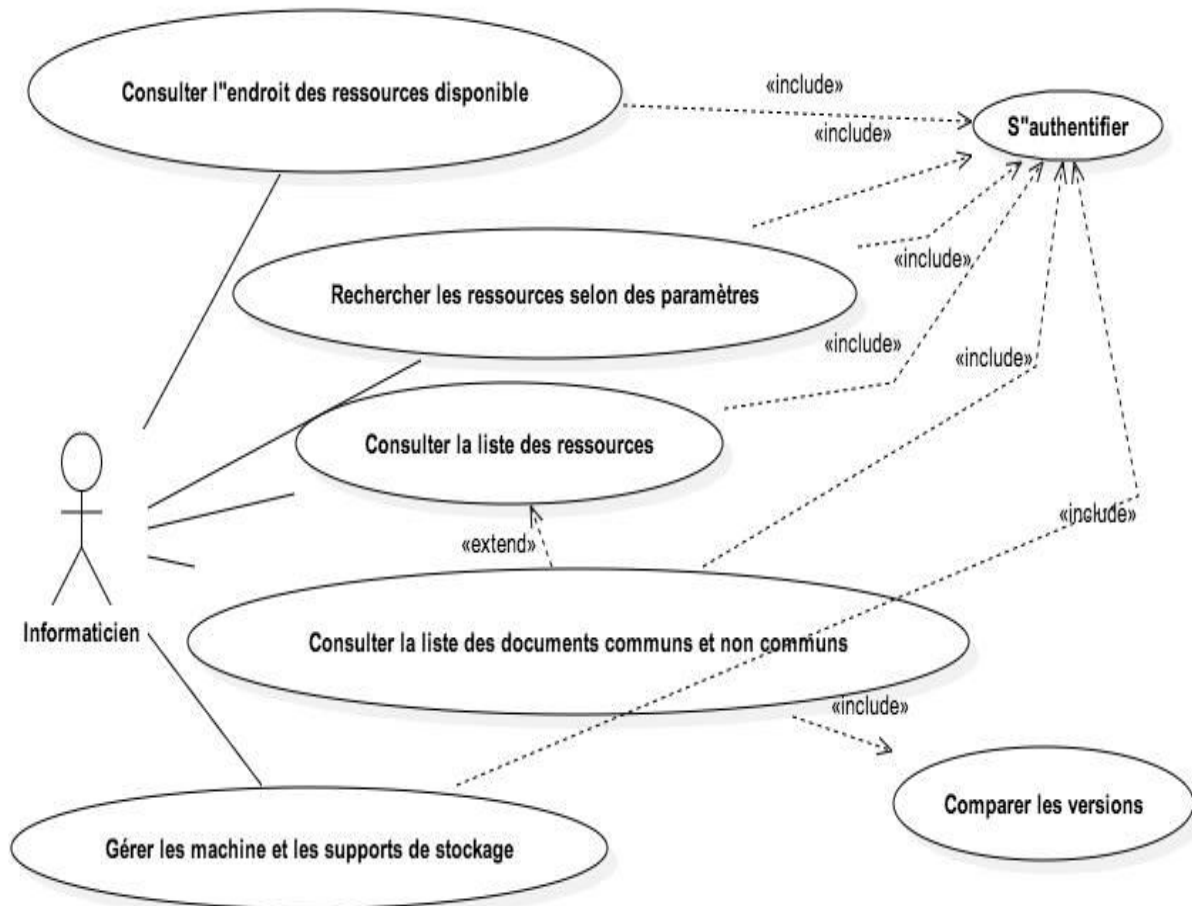 Consulter l"endroit des ressources disponible
«include»
S"authentifier
«include»
«include»
Rechercher les ressources selon des paramètres
«include»
«include»
Consulter la liste des ressources
«include»
«extend»
Informaticien
Consulter la liste des documents communs et non communs
«include»
Comparer les versions
Gérer les machine et les supports de stockage